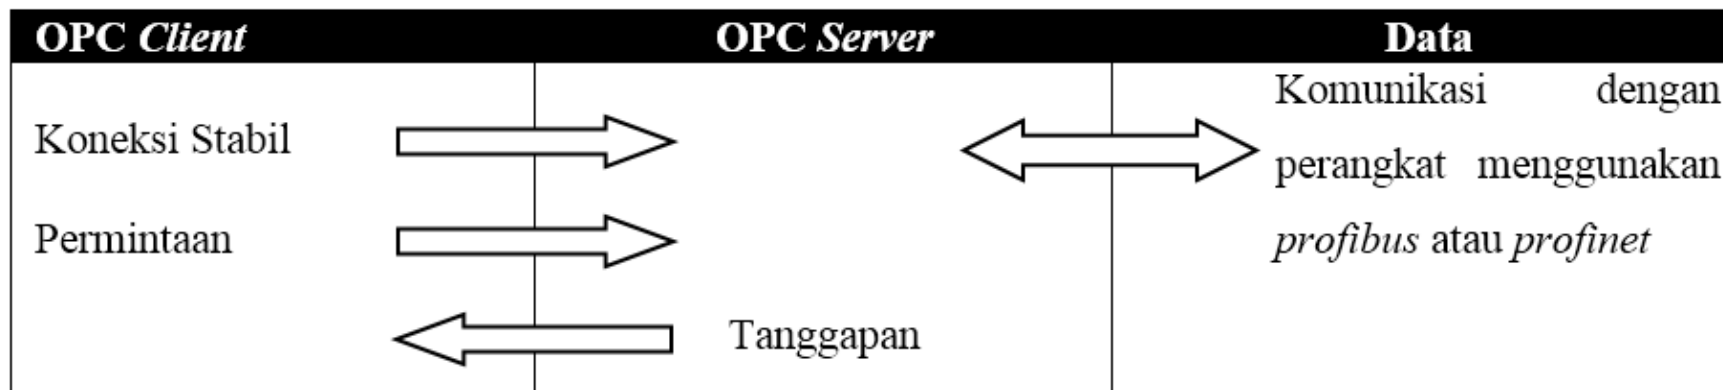 OPC Client OPC Server Data
Koneksi Stabil
Permintaan
Tanggapan
Komunikasi dengan
perangkat menggunakan
profibus atau profinet